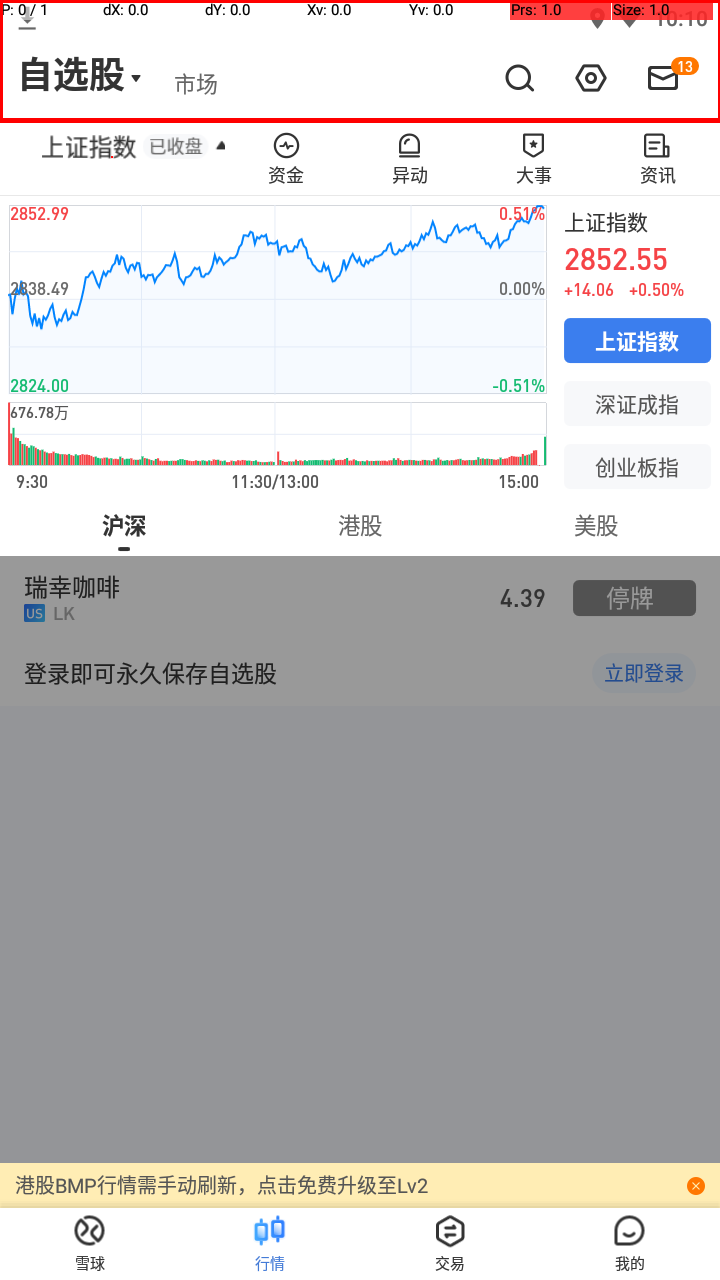 P: 0 / 1 dX: 0.0 dY: 0.0 Xv: 0.0 Yv: 0.0 Prs: 1.0 Size: 1.0
10:10
自选股 市场 13
上证指数 已收盘 资金 异动 大事 资讯
2852.99 0.51%
2838.49 0.00%
2824.00 -0.51%
676.78万
9:30 11:30/13:00 15:00
上证指数
2852.55
+14.06 +0.50%
上证指数
深证成指
创业板指
沪深 港股 美股
瑞幸咖啡 4.39 停牌
US LK
登录即可永久保存自选股 立即登录
港股BMP行情需手动刷新，点击免费升级至Lv2
雪球 行情 交易 我的